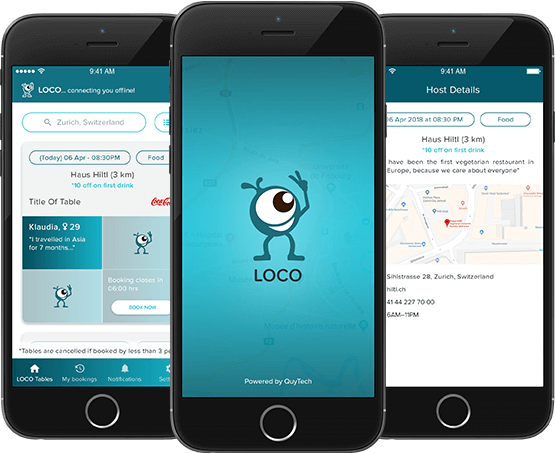 9:41 AM
LOCO... connecting you offline!
Zurich, Switzerland
(Today) 06 Apr - 08:30PM
Food
Haus Hiltl (3 km)
*10 off on first drink
Title Of Table
Coca-Cola
Klaudia, ♀ 29
"I travelled in Asia
for 7 months..."
Booking closes in
06:00 hrs
BOOK NOW
*Tables are cancelled if booked by less than 3 pe
LOCO Tables
My bookings
Notifications
Set
9:41 AM
LOCO
Powered by QuyTech
9:41 AM
Host Details
06 Apr 2018 at 08:30 PM
Food
Haus Hiltl (3 km)
*10 off on first drink
have been the first vegetarian restaurant in
Europe, because we care about everyone"
Sihlstrasse 28, Zurich, Switzerland
hiltl.ch
41 44 227 70 00
6AM–11PM